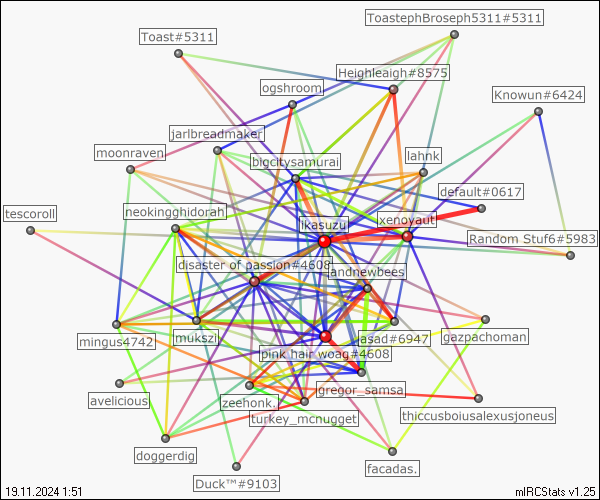 ToastephBroseph5311#5311
Toast#5311
Heighleaigh#8575
ogshroom
Knowun#6424
jarlbreadmaker
moonraven
bigcitysamurai
lahnk
default#0617
tescoroll
neokingghidorah
likasuzu
xenoyaut
Random Stuf6#5983
disaster of passion#4608
landnewbees
mingus4742
mukszi
asad#6947
gazpachoman
pink hair woag#4608
avelicious
zeehonk.
gregor_samsa
turkey_mcnugget
thiccusboiusalexusjoneus
doggerdig
facadas.
Duck™#9103
19.11.2024 1:51
mIRCStats v1.25